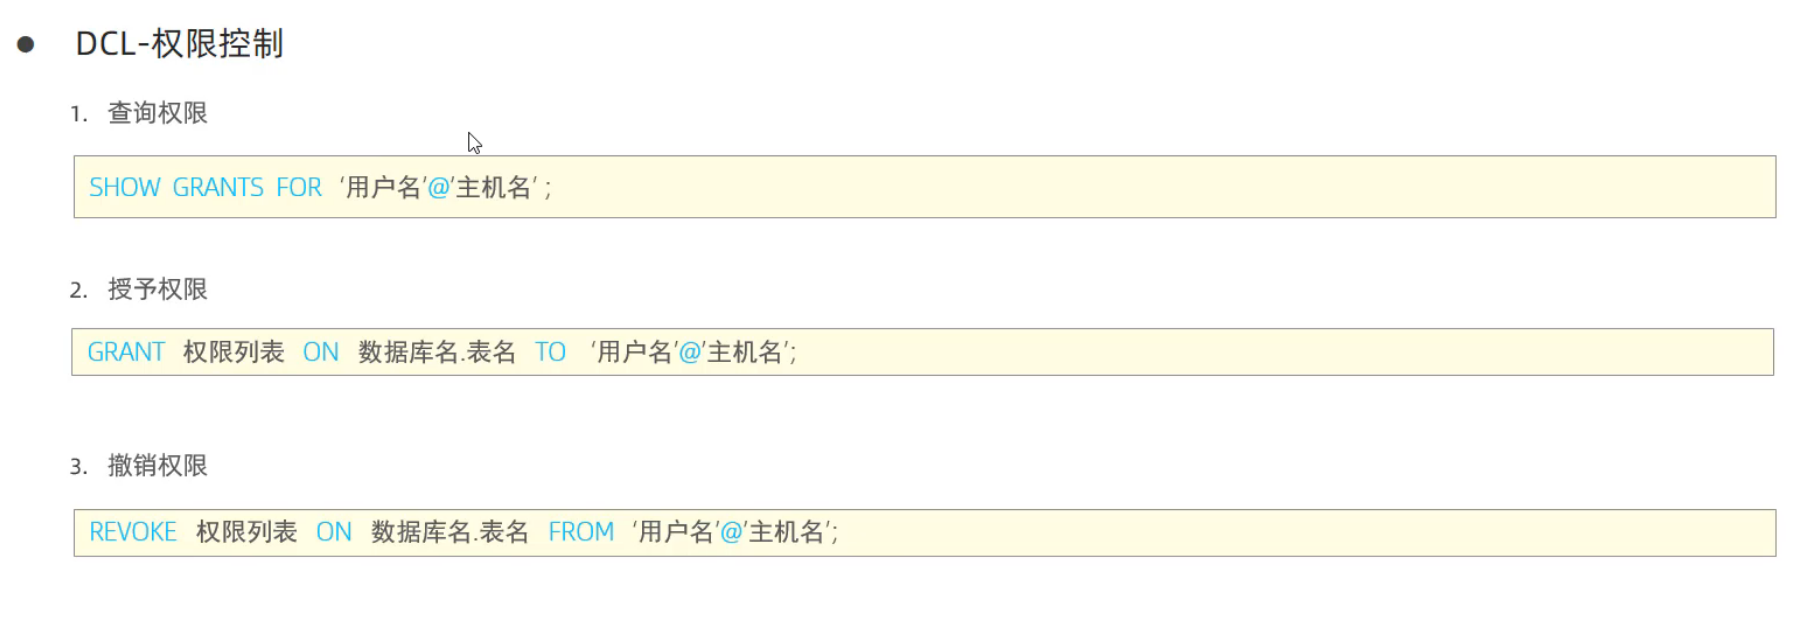 ● DCL-权限控制
1. 查询权限
SHOW GRANTS FOR ‘用户名’@’主机名’ ;
2. 授予权限
GRANT 权限列表 ON 数据库名.表名 TO ‘用户名’@’主机名’;
3. 撤销权限
REVOKE 权限列表 ON 数据库名.表名 FROM ‘用户名’@’主机名’;